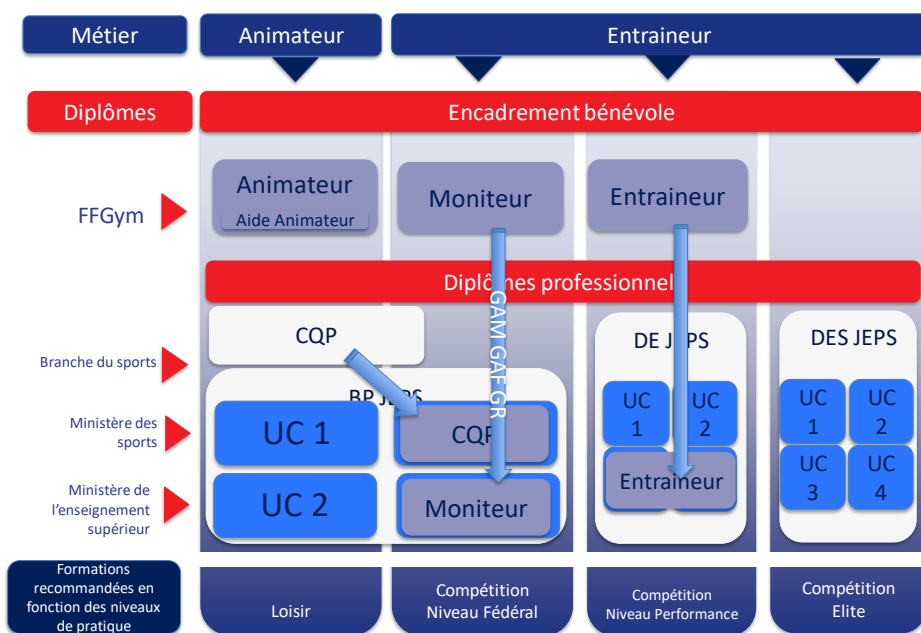 Métier
Animateur
Entraineur
Diplômes
Encadrement bénévole
FFGym
Animateur
Aide Animateur
Moniteur
Entraineur
Diplômes professionnel
GAM GAF GR
Branche du sports
CQP
DE JEPS
DES JEPS
BP JEPS
Ministère des
sports
UC 1
CQP
UC
1
UC
2
UC
1
UC
2
Ministère de
l'enseignement
supérieur
UC 2
Moniteur
Entraineur
UC
3
UC
4
Formations
recommandées en
fonction des niveaux
de pratique
Loisir
Compétition
Niveau Fédéral
Compétition
Niveau Performance
Compétition
Elite